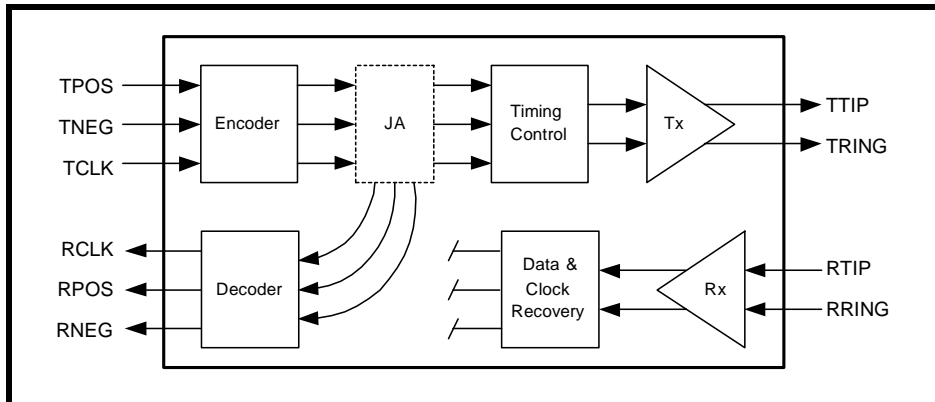 TPOS
TNEG
TCLK
Encoder
JA
Timing
Control
Tx
TTIP
TRING
RCLK
RPOS
RNEG
Decoder
Data &
Clock
Recovery
Rx
RTIP
RRING